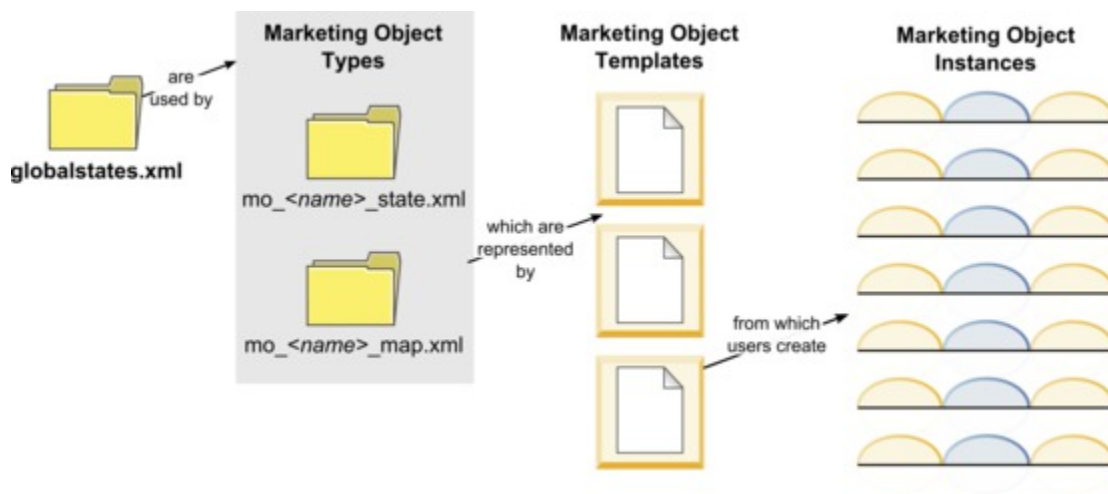 Marketing Object
Types
Marketing Object
Templates
Marketing Object
Instances
are
used by
globalstates.xml
mo_<name>_state.xml
which are
represented
by
mo_<name>_map.xml
from which
users create